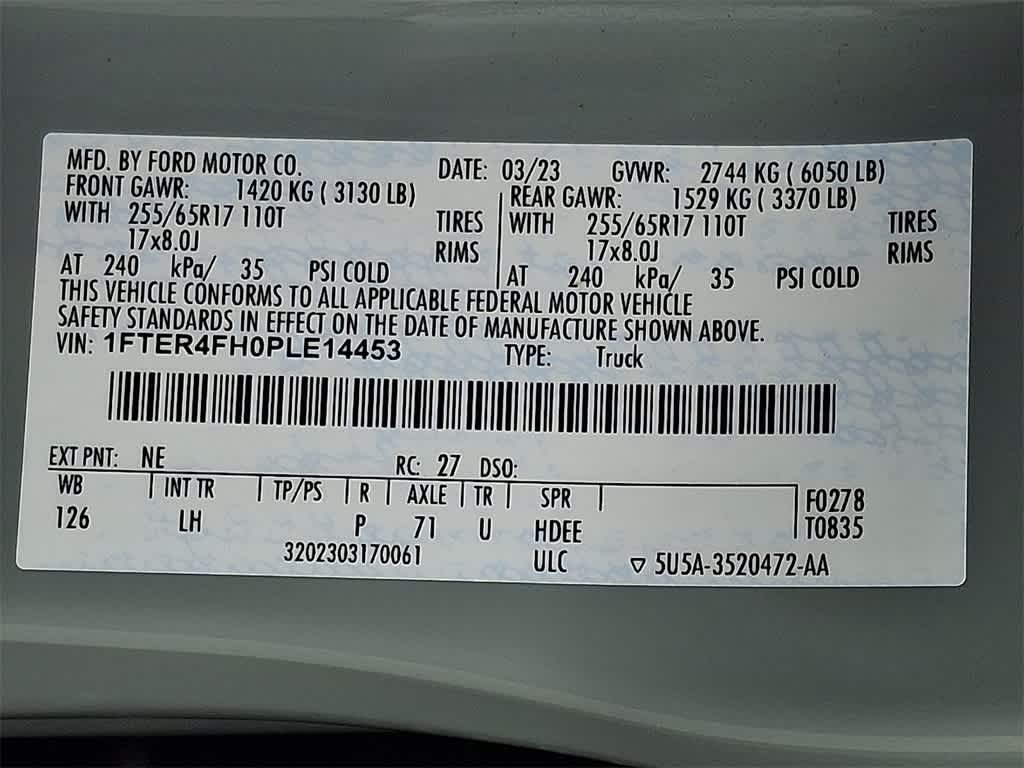 MFD. BY FORD MOTOR CO. DATE: 03/23 GVWR: 2744 KG ( 6050 LB)
FRONT GAWR: 1420 KG ( 3130 LB) REAR GAWR: 1529 KG ( 3370 LB)
WITH 255/65R17 110T TIRES WITH 255/65R17 110T TIRES
17x8.0J RIMS 17x8.0J RIMS
AT 240 kPa/ 35 PSI COLD AT 240 kPa/ 35 PSI COLD
THIS VEHICLE CONFORMS TO ALL APPLICABLE FEDERAL MOTOR VEHICLE
SAFETY STANDARDS IN EFFECT ON THE DATE OF MANUFACTURE SHOWN ABOVE.
VIN: 1FTER4FH0PLE14453 TYPE: Truck
EXT PNT: NE RC: 27 DSO:
WB INT TR TP/PS R AXLE TR SPR F0278
126 LH P 71 U HDEE T0835
3202303170061 ULC ▽ 5U5A-3520472-AA